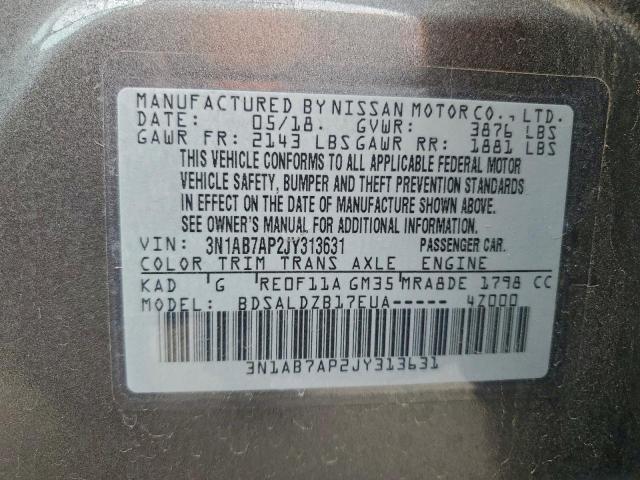 MANUFACTURED BY NISSAN MOTOR CO., LTD.
DATE: 05/18. GVWR: 3876 LBS
GAWR FR: 2143 LBS GAWR RR: 1881 LBS
THIS VEHICLE CONFORMS TO ALL APPLICABLE FEDERAL MOTOR
VEHICLE SAFETY, BUMPER AND THEFT PREVENTION STANDARDS
IN EFFECT ON THE DATE OF MANUFACTURE SHOWN ABOVE.
SEE OWNER'S MANUAL FOR ADDITIONAL INFORMATION.
VIN: 3N1AB7AP2JY313631 PASSENGER CAR.
COLOR TRIM TRANS AXLE ENGINE
KAD G RE0F11A GM35 MRA8DE 1798 CC
MODEL: BDSALDZB17EUA----- 4Z000
3N1AB7AP2JY313631